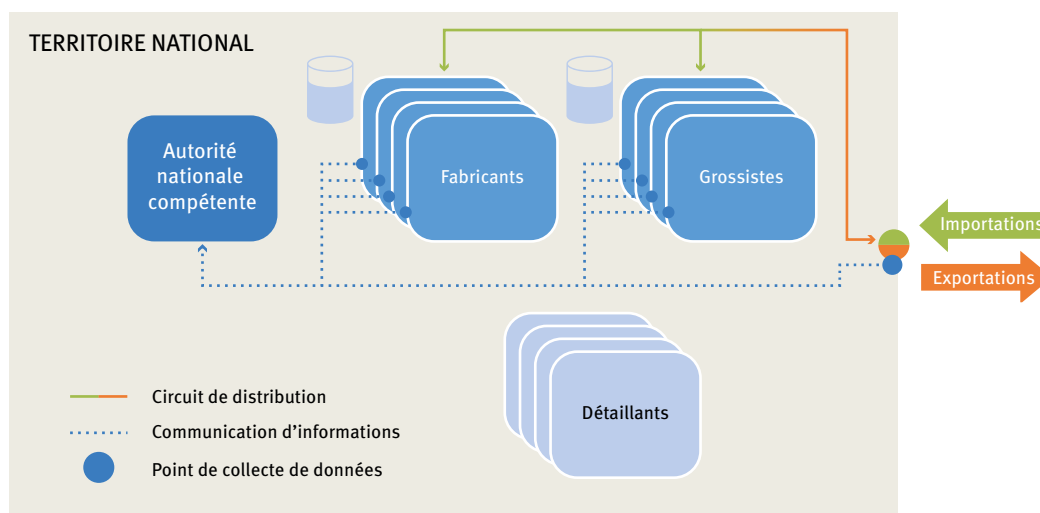 TERRITOIRE NATIONAL
Autorité
nationale
compétente
Fabricants
Grossistes
Importations
Exportations
Détaillants
Circuit de distribution
Communication d’informations
Point de collecte de données